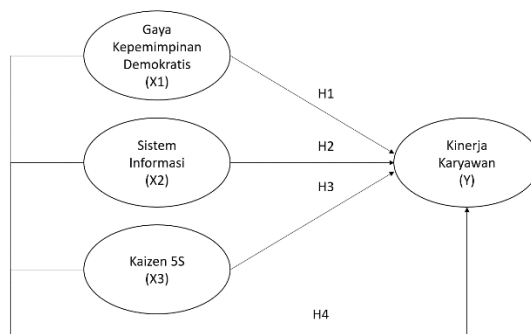 Gaya
Kepemimpinan
Demokratis
(X1)
H1
Sistem
Informasi
(X2)
H2
Kinerja
Karyawan
(Y)
H3
Kaizen 5S
(X3)
H4